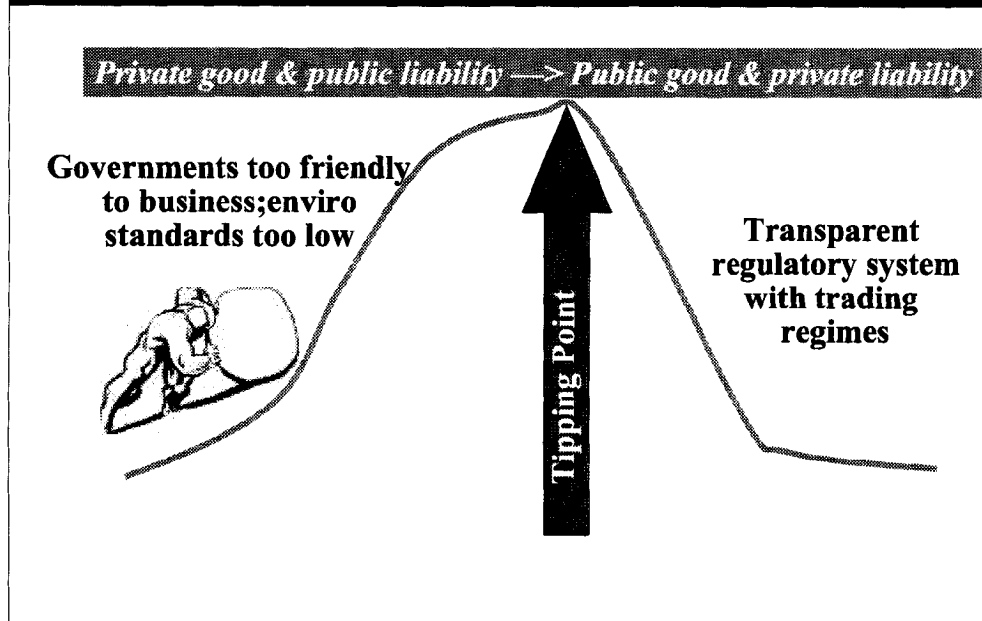 Private good & public liability —> Public good & private liability
Governments too friendly
to business;enviro
standards too low
Tipping Point
Transparent
regulatory system
with trading
regimes